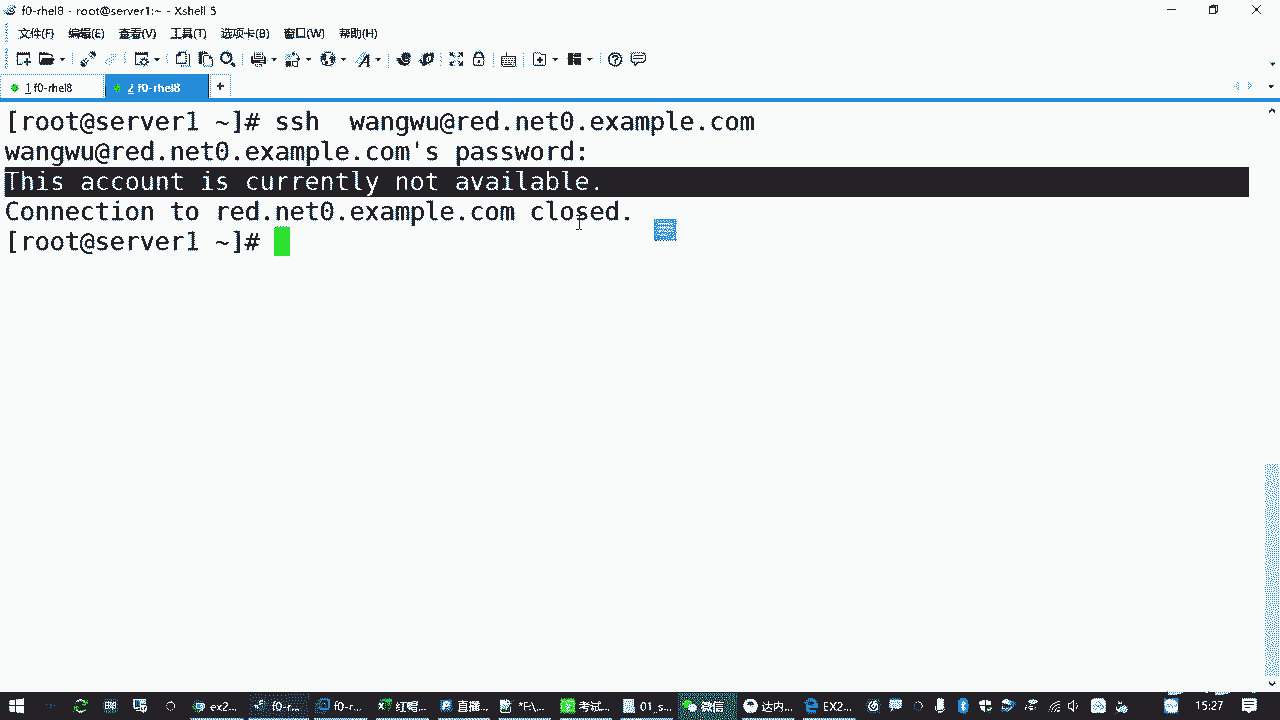 f0-rhel8 - root@server1:~ - Xshell 5
文件(F) 编辑(E) 查看(V) 工具(T) 选项卡(B) 窗口(W) 帮助(H)
1 f0-rhel8
2 f0-rhel8
[root@server1 ~]# ssh  wangwu@red.net0.example.com
wangwu@red.net0.example.com's password:
This account is currently not available.
Connection to red.net0.example.com closed.
[root@server1 ~]#
ex2... f0-r... f0-r... 红帽... 直播... *F\... 考试... 01_s... 微信 达内... EX2... 15:27